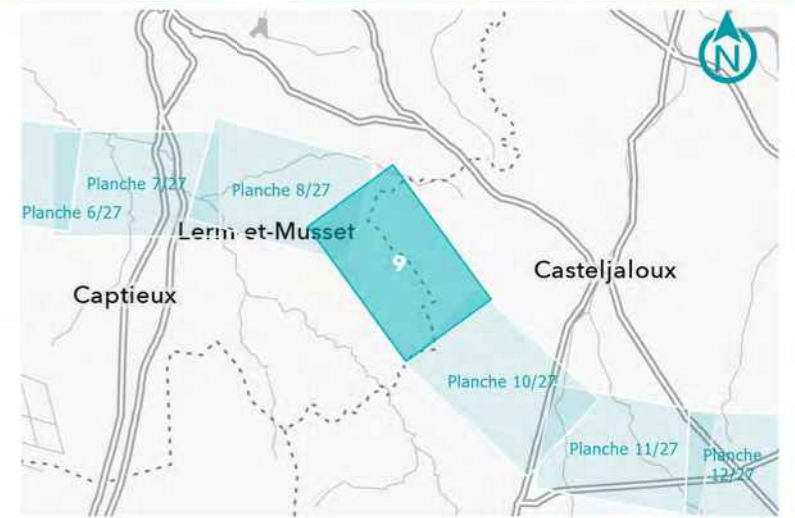 N
Planche 7/27
Planche 8/27
Planche 6/27
Lerm et-Musset
9
Casteljaloux
Captieux
Planche 10/27
Planche 11/27
Planche
12/27